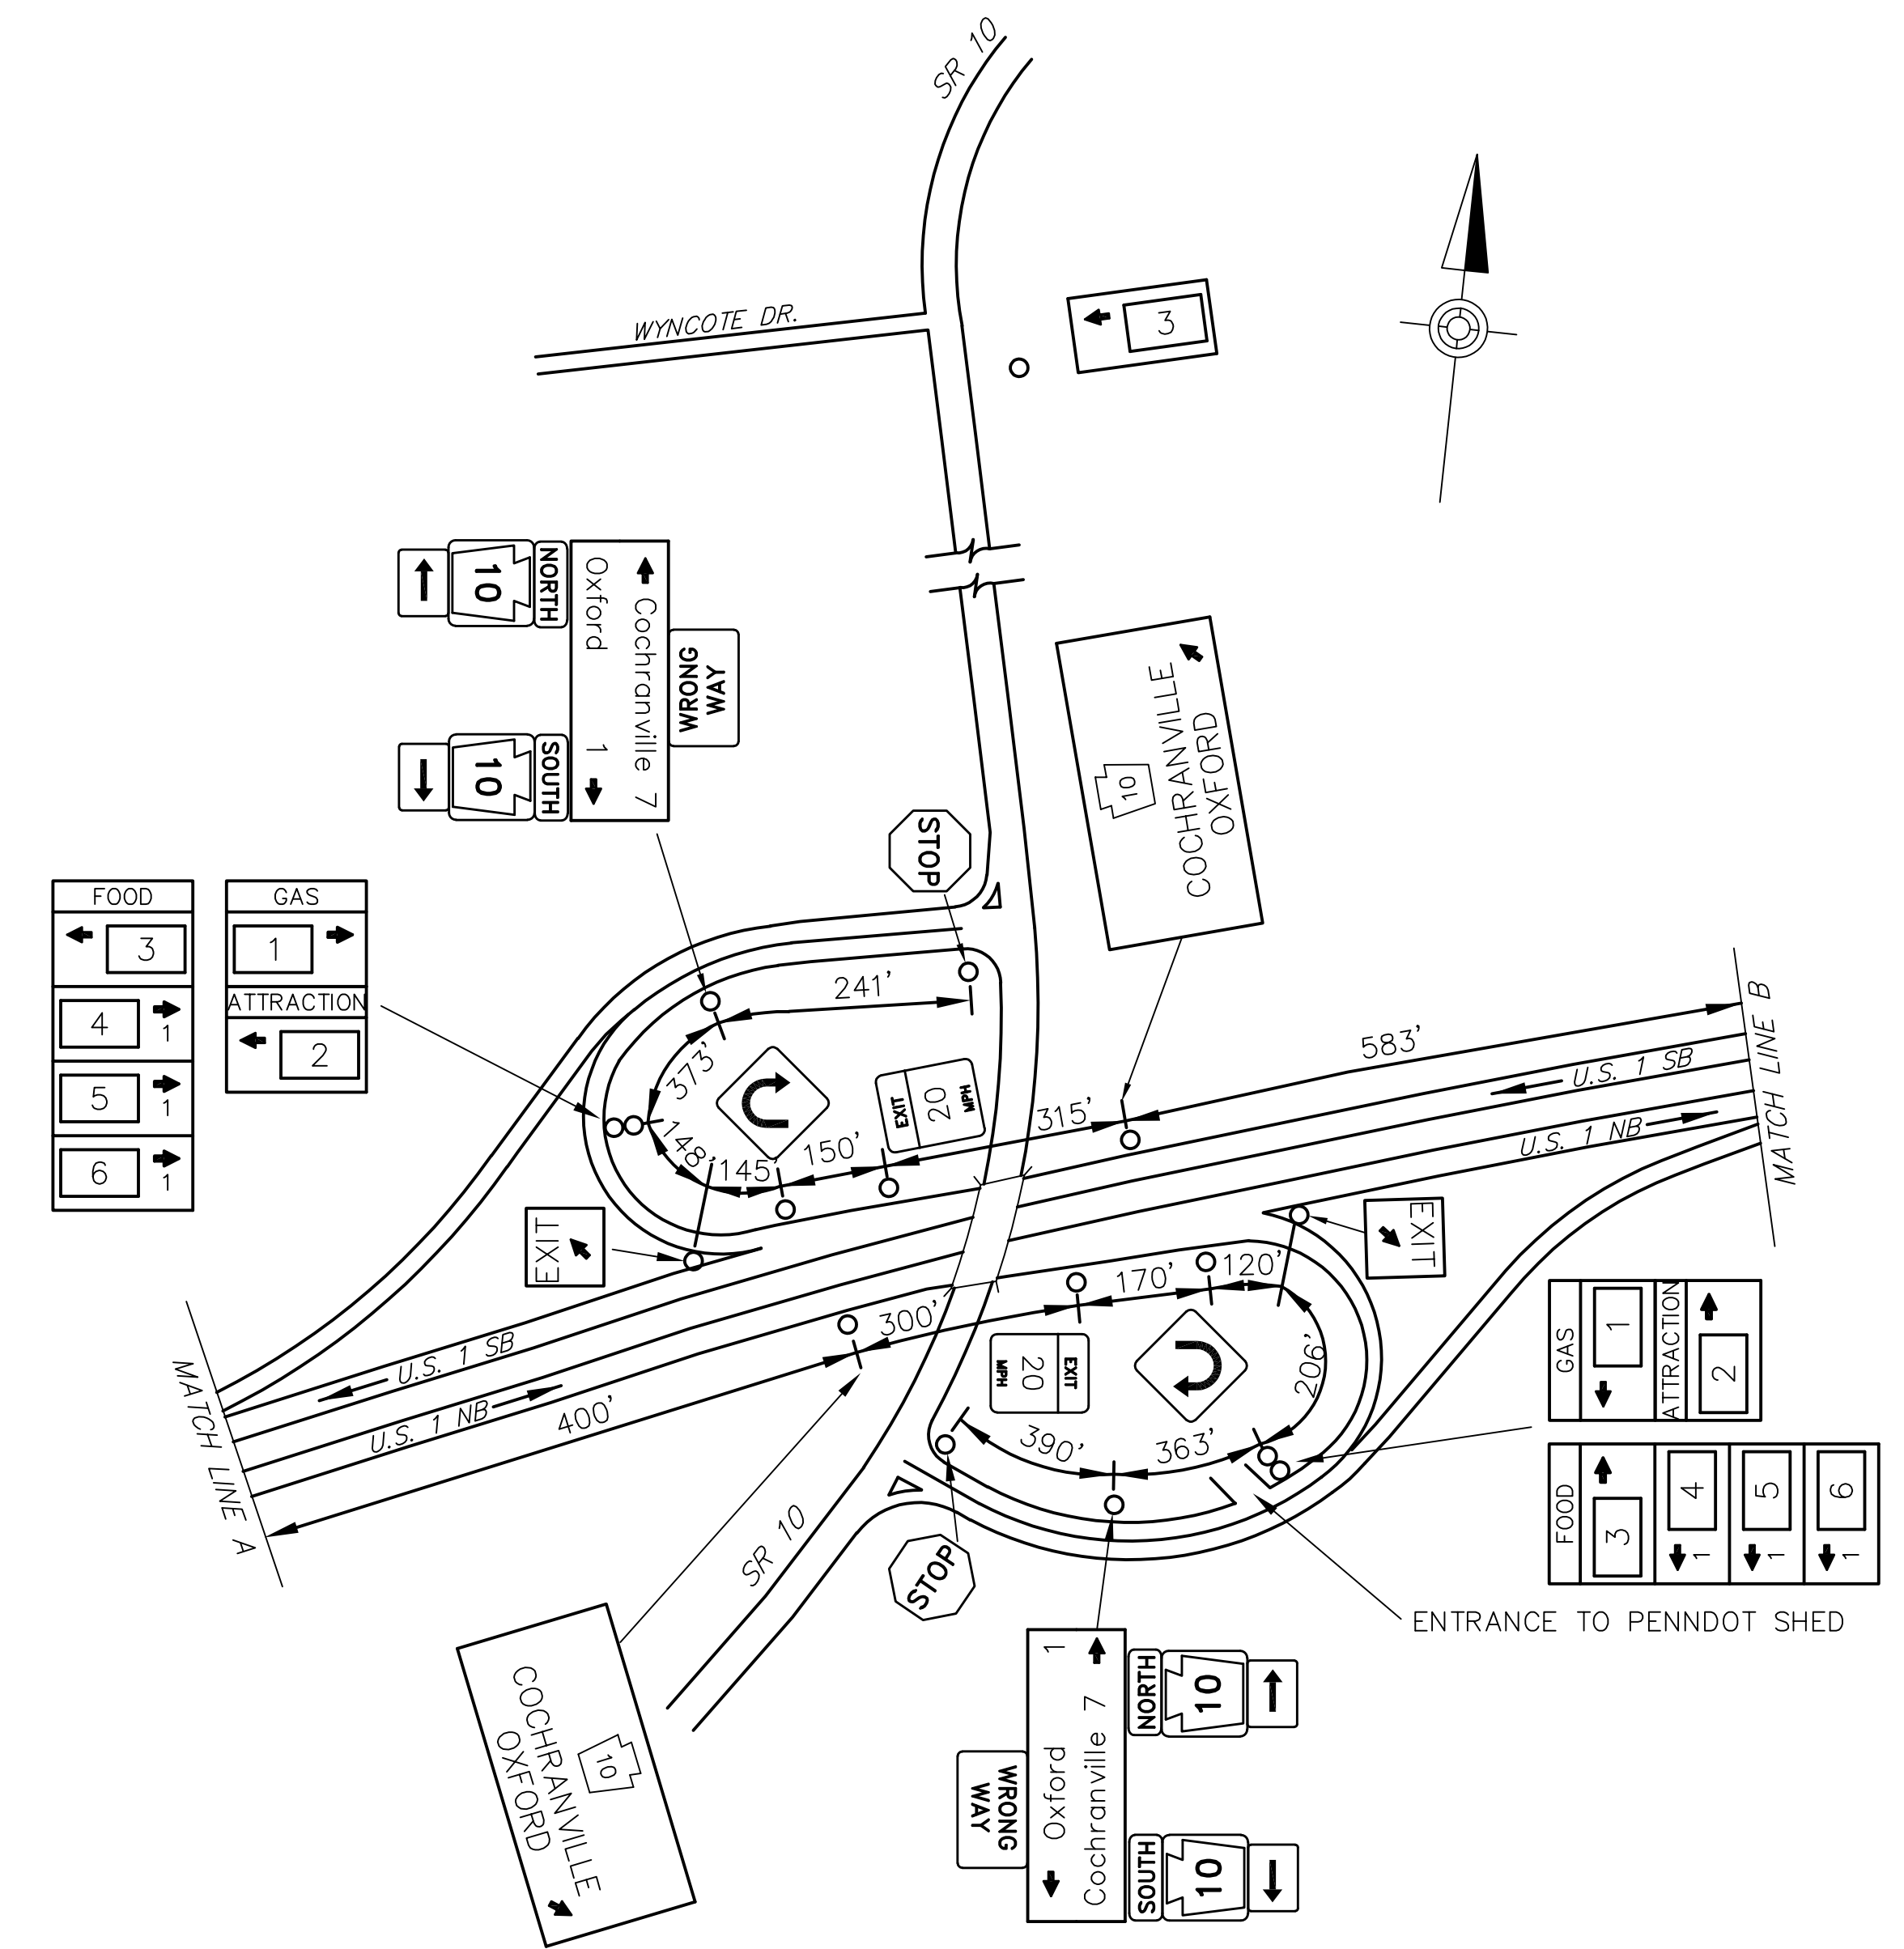 SR 10
WYNCOTE DR.
3
NORTH
10
Cochranville 7
Oxford 1
SOUTH
10
WRONG
WAY
10
COCHRANVILLE
OXFORD
STOP
FOOD
3
4
1
5
1
6
1
GAS
1
ATTRACTION
2
241'
373'
148'
145'
150'
315'
583'
EXIT
20
MPH
U.S. 1 SB
U.S. 1 NB
MATCH LINE B
EXIT
EXIT
120'
170'
300'
206'
363'
390'
400'
EXIT
20
MPH
U.S. 1 SB
U.S. 1 NB
MATCH LINE A
GAS
1
ATTRACTION
2
FOOD
3
4
1
5
1
6
1
SR 10
STOP
ENTRANCE TO PENNDOT SHED
10
COCHRANVILLE
OXFORD
WRONG
WAY
Oxford 1
Cochranville 7
NORTH
10
SOUTH
10